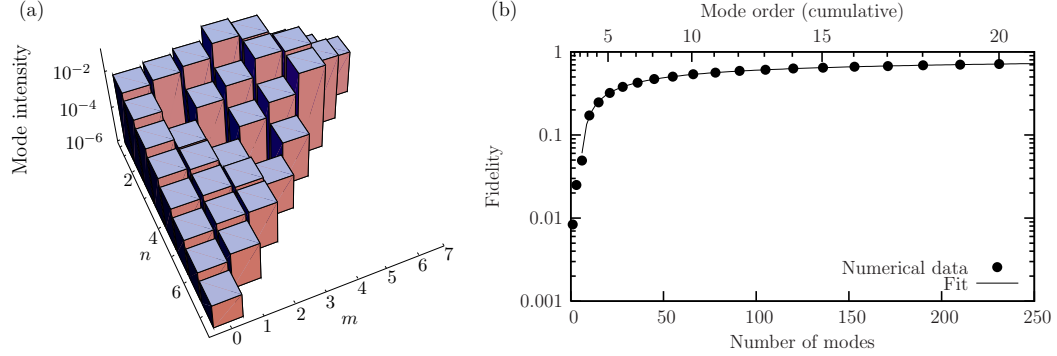 (a)
Mode intensity
10⁻²
10⁻⁴
10⁻⁶
2
4
6
n
0
1
2
3
4
5
6
7
m
(b)
Mode order (cumulative)
5 10 15 20
Fidelity
1
0.1
0.01
0.001
Numerical data
Fit
0 50 100 150 200 250
Number of modes